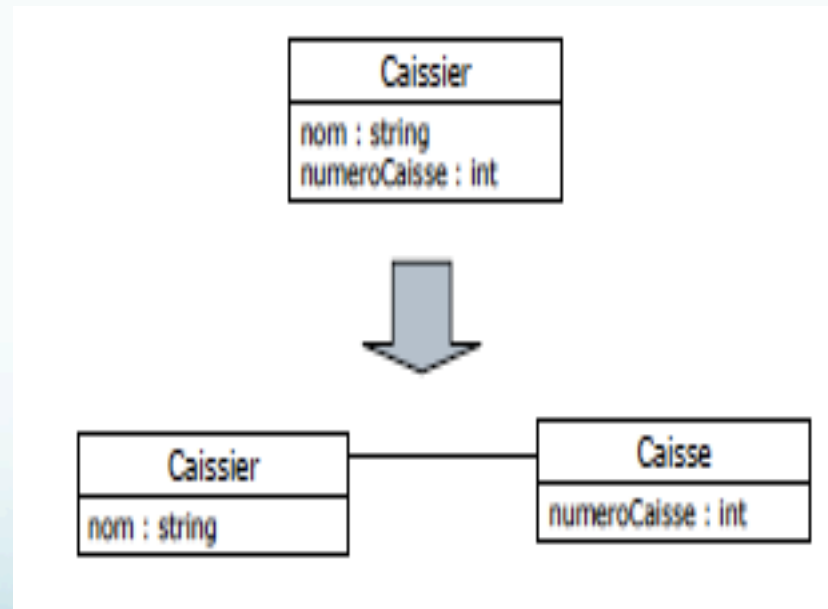 Caissier
nom : string
numeroCaisse : int
Caissier
nom : string
Caisse
numeroCaisse : int